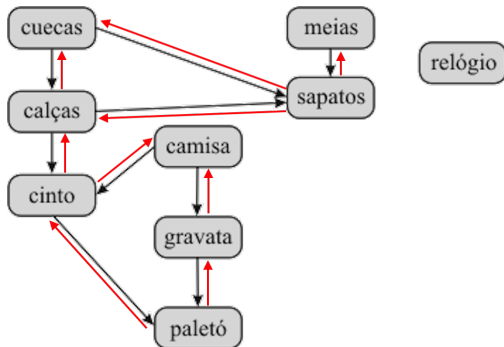 cuecas
meias
relógio
calças
sapatos
camisa
cinto
gravata
paletó